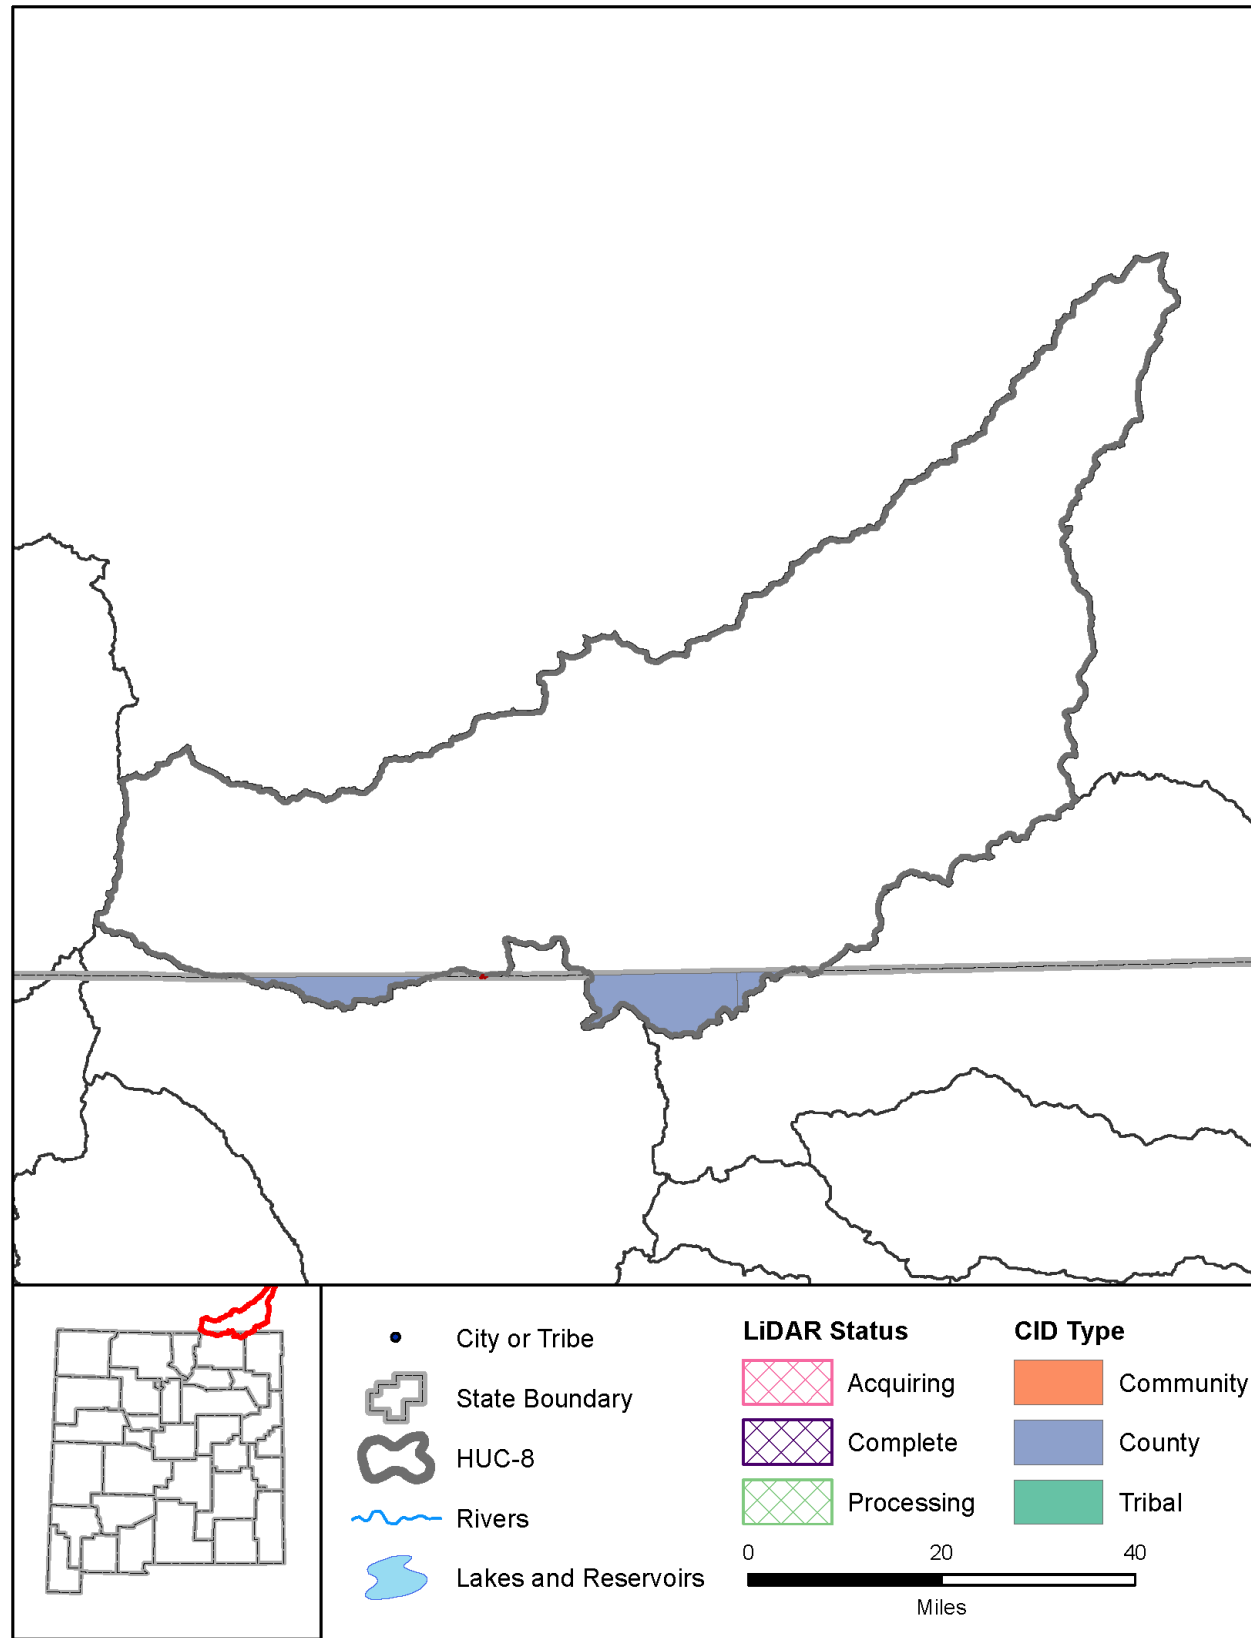 City or Tribe
State Boundary
HUC-8
Rivers
Lakes and Reservoirs
LiDAR Status
Acquiring
Complete
Processing
CID Type
Community
County
Tribal
0 20 40
Miles